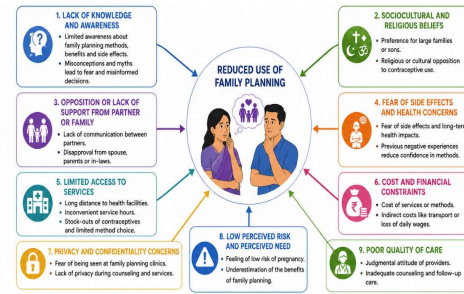 1. LACK OF KNOWLEDGE
AND AWARENESS
• Limited awareness about
family planning methods,
benefits and side effects.
• Misconceptions and myths
lead to fear and misinformed
decisions.
2. SOCIOCULTURAL AND
RELIGIOUS BELIEFS
• Preference for large families
or sons.
• Religious or cultural opposition
to contraceptive use.
REDUCED USE OF
FAMILY PLANNING
3. OPPOSITION OR LACK OF
SUPPORT FROM PARTNER
OR FAMILY
• Lack of communication between
partners.
• Disapproval from spouse,
parents or in-laws.
4. FEAR OF SIDE EFFECTS
AND HEALTH CONCERNS
• Fear of side effects and long-term
health impacts.
• Previous negative experiences
reduce confidence in methods.
5. LIMITED ACCESS TO
SERVICES
• Long distance to health facilities.
• Inconvenient service hours.
• Stock-outs of contraceptives
and limited method choice.
6. COST AND FINANCIAL
CONSTRAINTS
• Cost of services or methods.
• Indirect costs like transport or
loss of daily wages.
7. PRIVACY AND CONFIDENTIALITY CONCERNS
• Fear of being seen at family planning clinics.
• Lack of privacy during counseling and services.
8. LOW PERCEIVED RISK
AND PERCEIVED NEED
• Feeling of low risk of pregnancy.
• Underestimation of the benefits
of family planning.
9. POOR QUALITY OF CARE
• Judgmental attitude of providers.
• Inadequate counseling and follow-up
care.